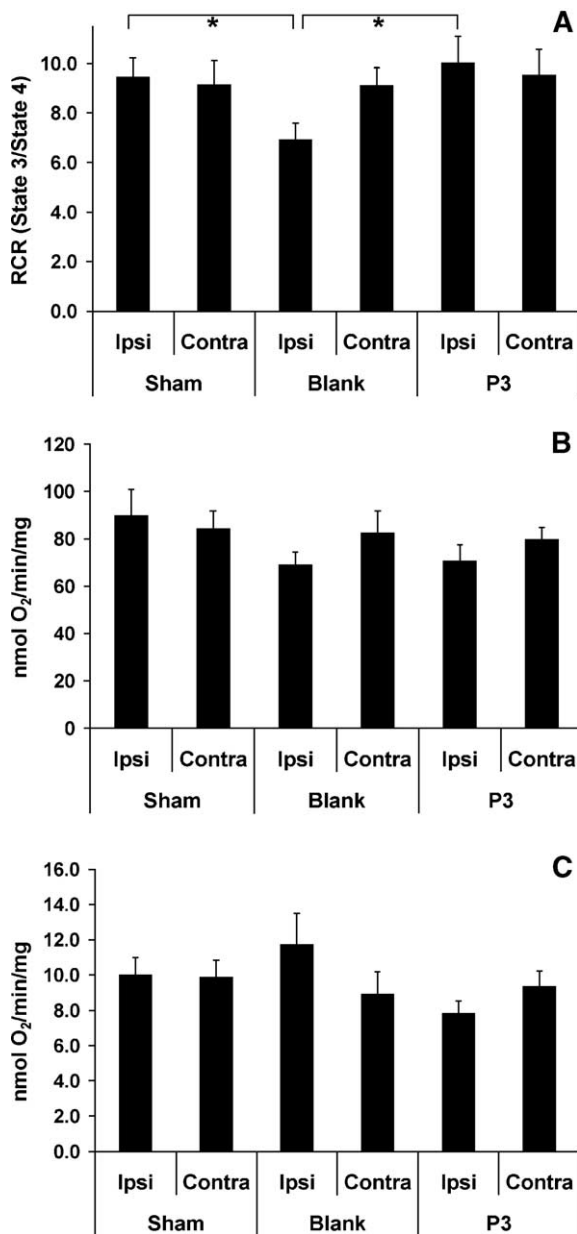 A
* *
RCR (State 3/State 4)
10.0
8.0
6.0
4.0
2.0
0.0
Ipsi Contra Ipsi Contra Ipsi Contra
Sham Blank P3
B
nmol O₂/min/mg
120
100
80
60
40
20
0
Ipsi Contra Ipsi Contra Ipsi Contra
Sham Blank P3
C
nmol O₂/min/mg
16.0
14.0
12.0
10.0
8.0
6.0
4.0
2.0
0.0
Ipsi Contra Ipsi Contra Ipsi Contra
Sham Blank P3